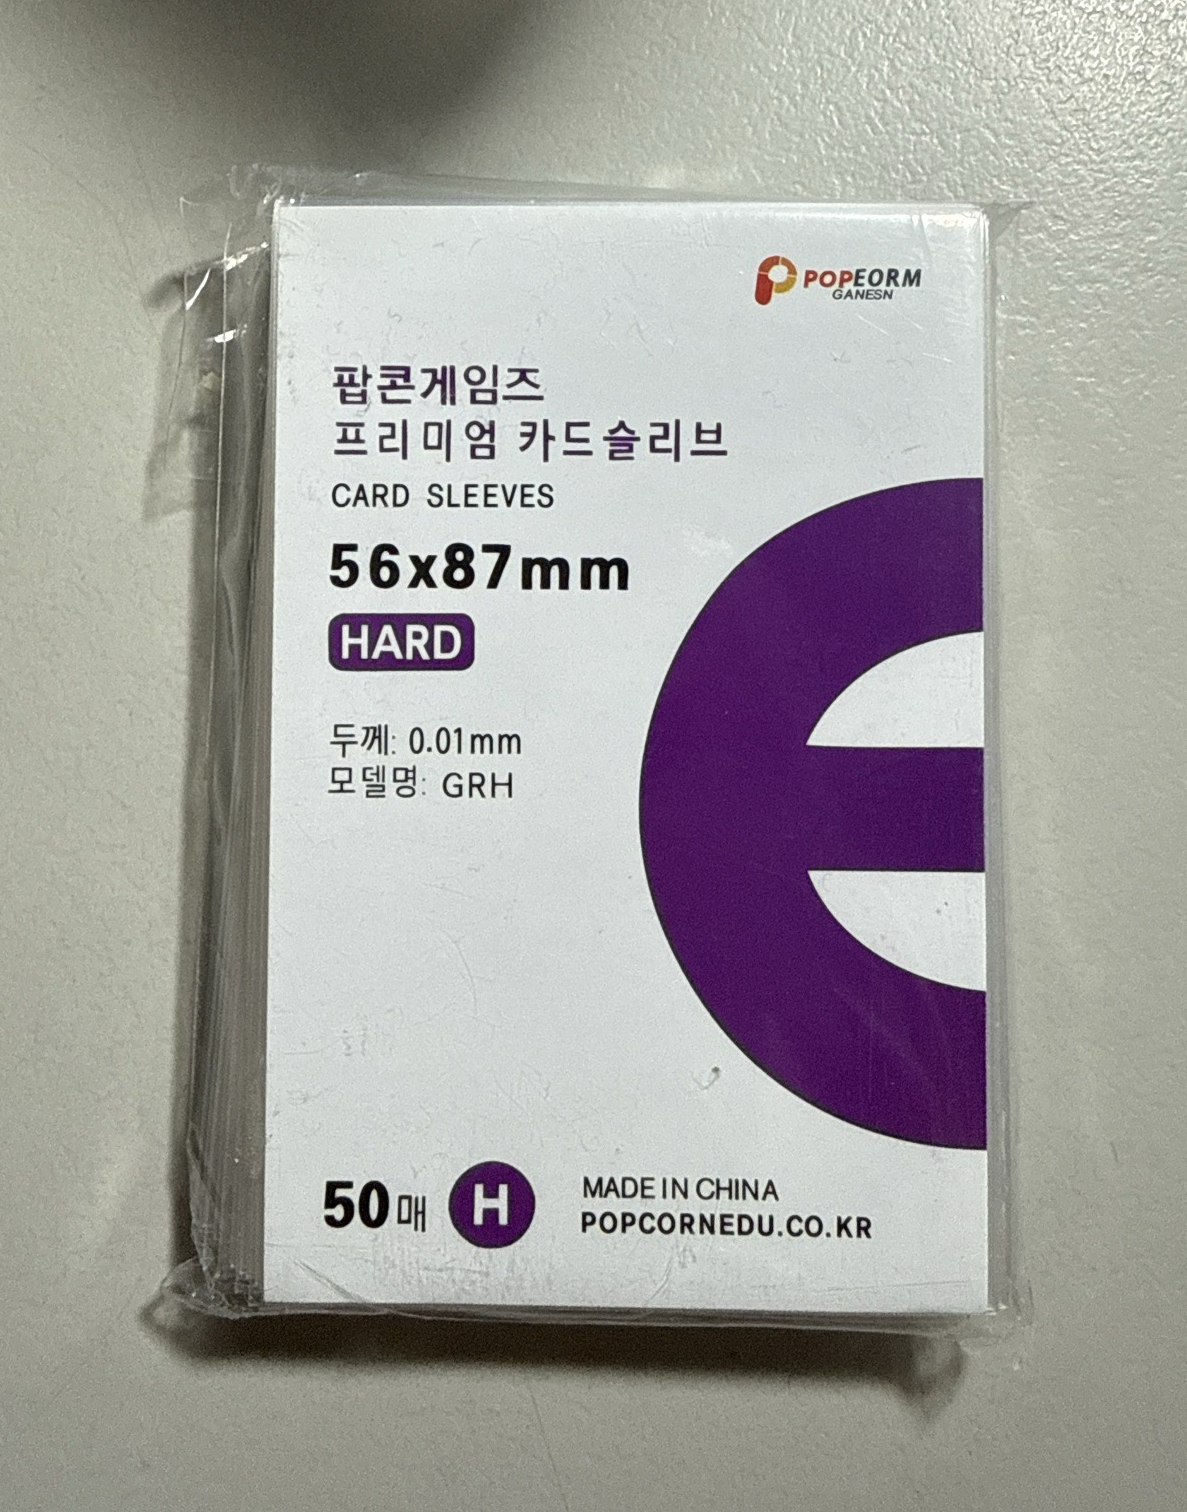 POPEORM
GANESN
팝콘게임즈
프리미엄 카드슬리브
CARD SLEEVES
56x87mm
HARD
두께: 0.01mm
모델명: GRH
50매
H
MADE IN CHINA
POPCORNEDU.CO.KR